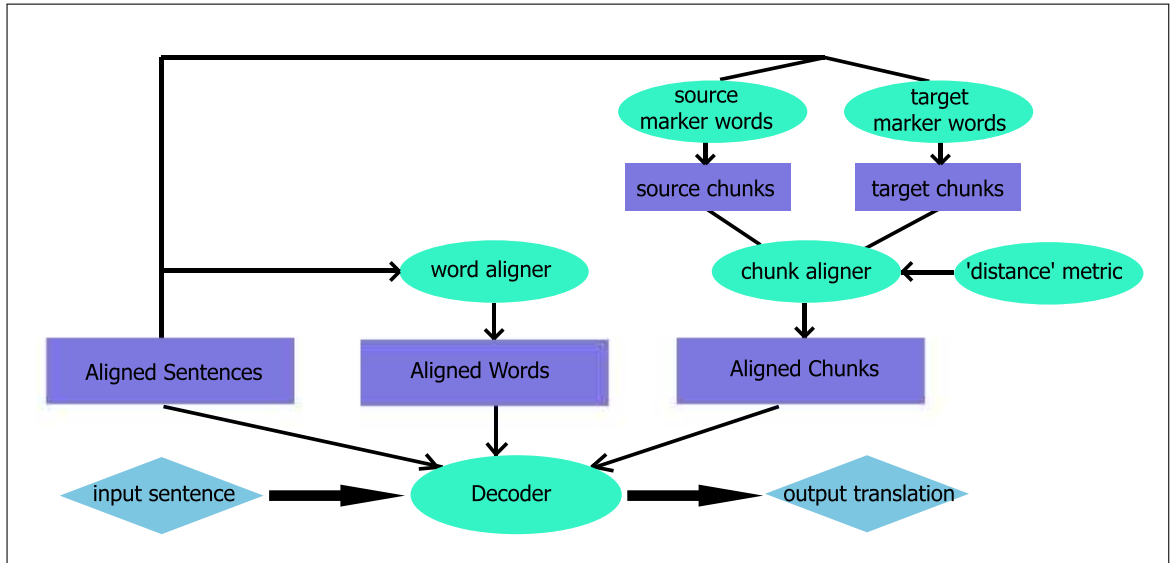 source
marker words
target
marker words
source chunks
target chunks
word aligner
chunk aligner
'distance' metric
Aligned Sentences
Aligned Words
Aligned Chunks
input sentence
Decoder
output translation